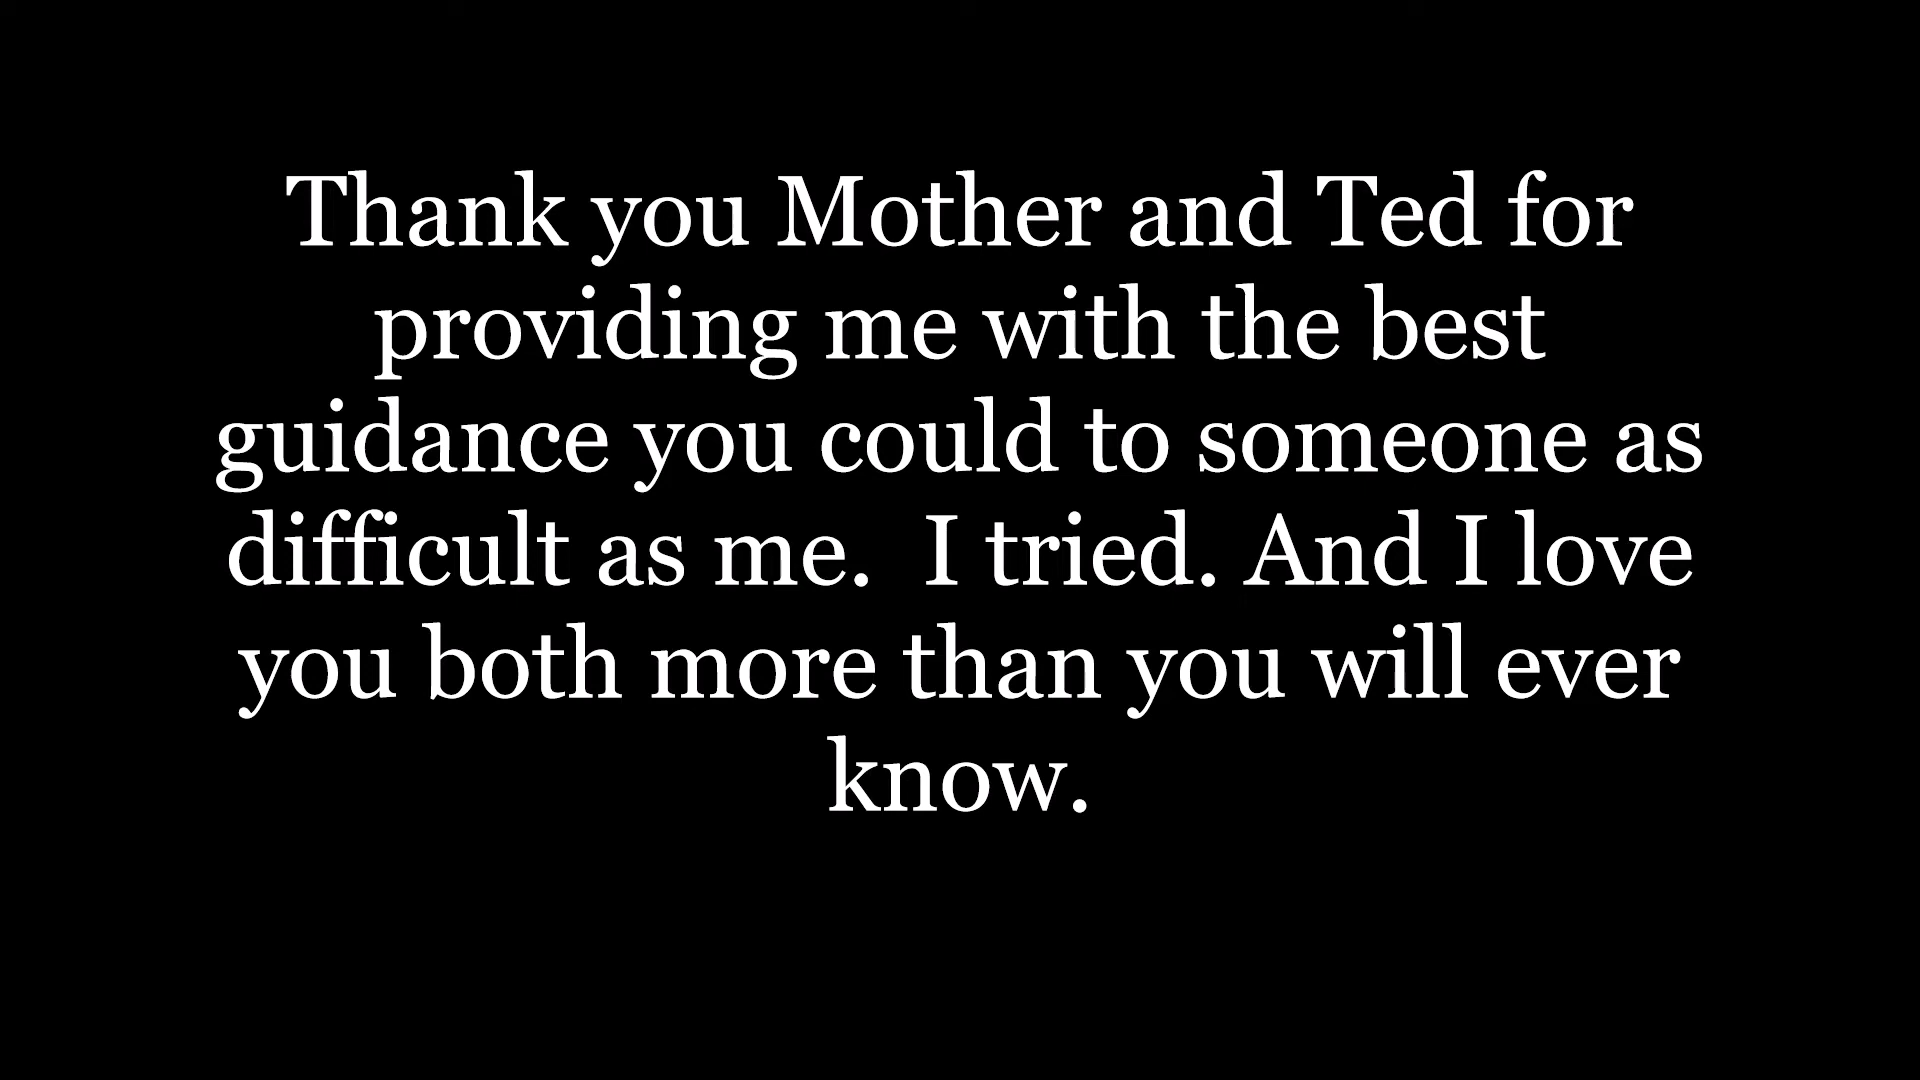 Thank you Mother and Ted for
providing me with the best
guidance you could to someone as
difficult as me.  I tried. And I love
you both more than you will ever
know.